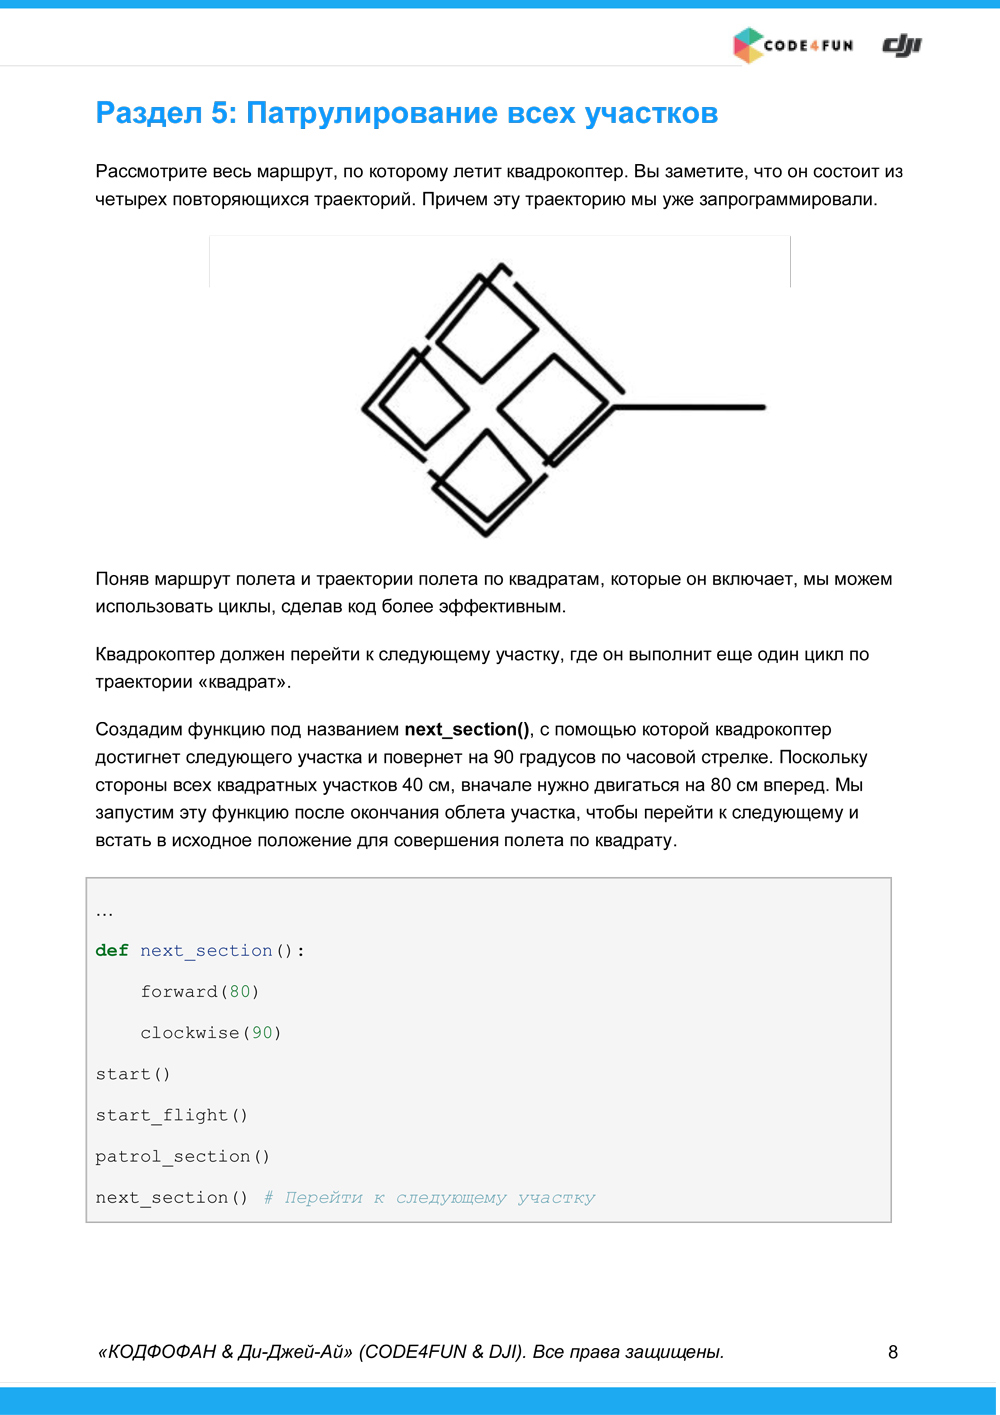 CODE4FUN dji
Раздел 5: Патрулирование всех участков
Рассмотрите весь маршрут, по которому летит квадрокоптер. Вы заметите, что он состоит из
четырех повторяющихся траекторий. Причем эту траекторию мы уже запрограммировали.
Поняв маршрут полета и траектории полета по квадратам, которые он включает, мы можем
использовать циклы, сделав код более эффективным.
Квадрокоптер должен перейти к следующему участку, где он выполнит еще один цикл по
траектории «квадрат».
Создадим функцию под названием next_section(), с помощью которой квадрокоптер
достигнет следующего участка и повернет на 90 градусов по часовой стрелке. Поскольку
стороны всех квадратных участков 40 см, вначале нужно двигаться на 80 см вперед. Мы
запустим эту функцию после окончания облета участка, чтобы перейти к следующему и
встать в исходное положение для совершения полета по квадрату.
...
def next_section():
    forward(80)
    clockwise(90)
start()
start_flight()
patrol_section()
next_section() # Перейти к следующему участку
«КОДФОФАН & Ди-Джей-Ай» (CODE4FUN & DJI). Все права защищены. 8